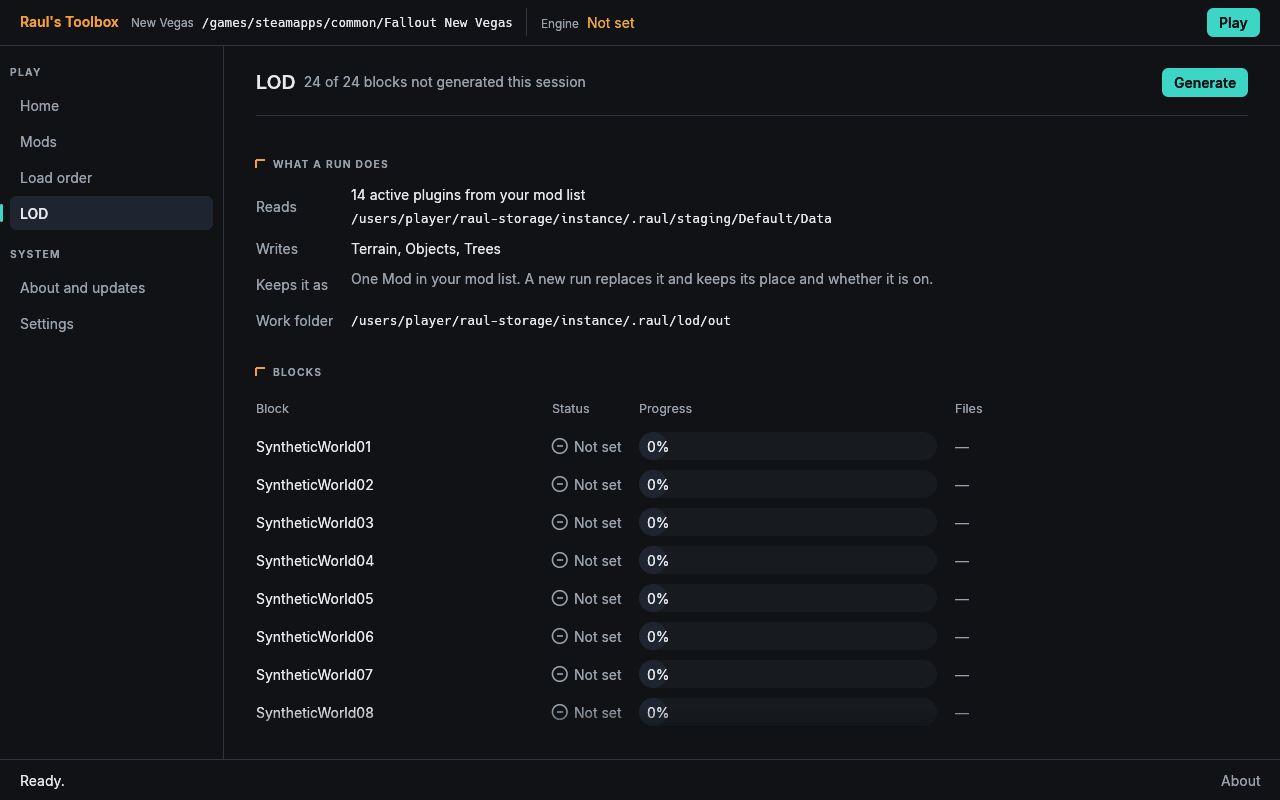 Raul's Toolbox New Vegas /games/steamapps/common/Fallout New Vegas Engine Not set Play
PLAY
Home
Mods
Load order
LOD
SYSTEM
About and updates
Settings
LOD 24 of 24 blocks not generated this session Generate
WHAT A RUN DOES
Reads 14 active plugins from your mod list
/users/player/raul-storage/instance/.raul/staging/Default/Data
Writes Terrain, Objects, Trees
Keeps it as One Mod in your mod list. A new run replaces it and keeps its place and whether it is on.
Work folder /users/player/raul-storage/instance/.raul/lod/out
BLOCKS
Block Status Progress Files
SyntheticWorld01 Not set 0% —
SyntheticWorld02 Not set 0% —
SyntheticWorld03 Not set 0% —
SyntheticWorld04 Not set 0% —
SyntheticWorld05 Not set 0% —
SyntheticWorld06 Not set 0% —
SyntheticWorld07 Not set 0% —
SyntheticWorld08 Not set 0% —
Ready. About